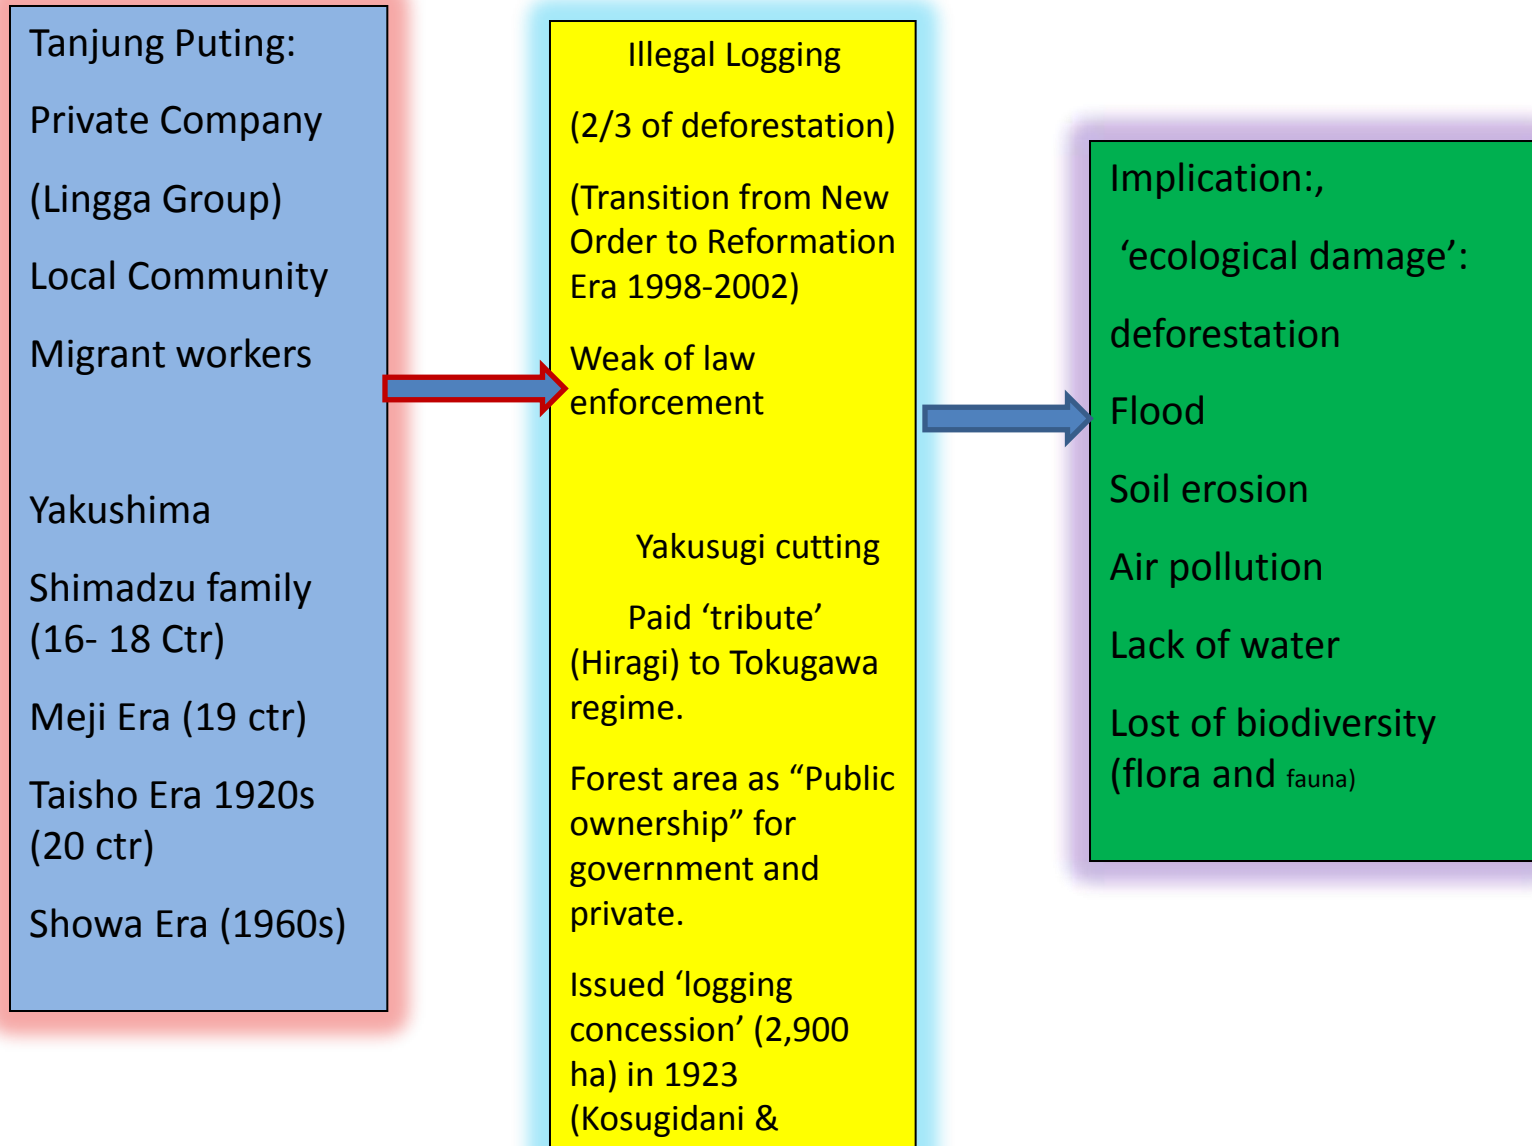 Tanjung Puting:
Private Company
(Lingga Group)
Local Community
Migrant workers
Yakushima
Shimadzu family
(16- 18 Ctr)
Meji Era (19 ctr)
Taisho Era 1920s
(20 ctr)
Showa Era (1960s)
Illegal Logging
(2/3 of deforestation)
(Transition from New
Order to Reformation
Era 1998-2002)
Weak of law
enforcement
Yakusugi cutting
Paid ‘tribute’
(Hiragi) to Tokugawa
regime.
Forest area as “Public
ownership” for
government and
private.
Issued ‘logging
concession’ (2,900
ha) in 1923
(Kosugidani &
Implication:,
‘ecological damage’:
deforestation
Flood
Soil erosion
Air pollution
Lack of water
Lost of biodiversity
(flora and fauna)